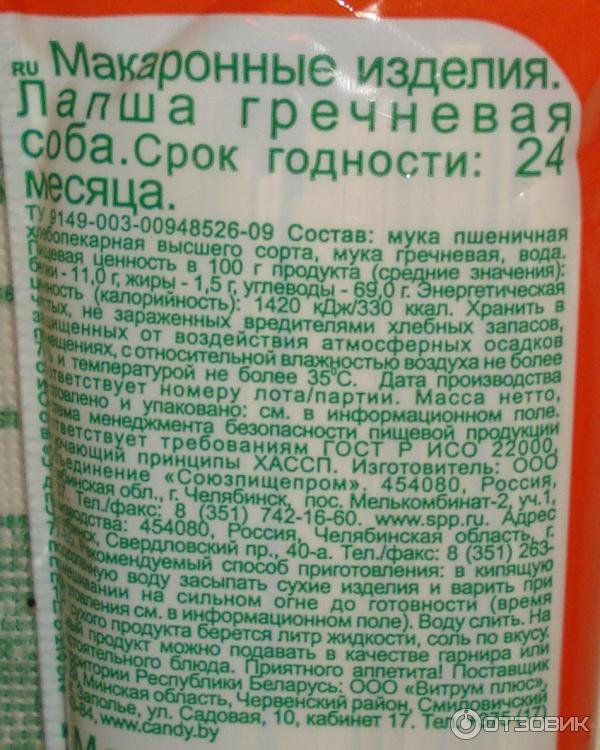 RU Макаронные изделия.
Лапша гречневая
соба. Срок годности: 24
месяца.
ТУ 9149-003-00948526-09 Состав: мука пшеничная
хлебопекарная высшего сорта, мука гречневая, вода.
Пищевая ценность в 100 г продукта (средние значения):
белки - 11,0 г, жиры - 1,5 г, углеводы - 69,0 г. Энергетическая
ценность (калорийность): 1420 кДж/330 ккал. Хранить в
чистых, не зараженных вредителями хлебных запасов,
защищенных от воздействия атмосферных осадков
помещениях, с относительной влажностью воздуха не более
и температурой не более 35°С. Дата производства
соответствует номеру лота/партии. Масса нетто,
изготовлено и упаковано: см. в информационном поле.
система менеджмента безопасности пищевой продукции
соответствует требованиям ГОСТ Р ИСО 22000,
включающий принципы ХАССП. Изготовитель: ООО
«Объединение «Союзпищепром». 454080, Россия,
Челябинская обл., г. Челябинск, пос. Мелькомбинат-2, уч.1,
Тел./факс: 8 (351) 742-16-60. www.spp.ru. Адрес
производства: 454080, Россия, Челябинская область, г.
Свердловский пр., 40-а. Тел./факс: 8 (351) 263-
Рекомендуемый способ приготовления: в кипящую
подсоленную воду засыпать сухие изделия и варить при
помешивании на сильном огне до готовности (время
приготовления см. в информационном поле). Воду слить. На
сухого продукта берется литр жидкости, соль по вкусу.
продукт можно подавать в качестве гарнира или
самостоятельного блюда. Приятного аппетита! Поставщик
территории Республики Беларусь: ООО «Витрум плюс»,
Минская область, Червенский район, Смиловичский
Заполье, ул. Садовая, 10, кабинет 17. Тел.
84, www.candy.by
ОТЗОВИК